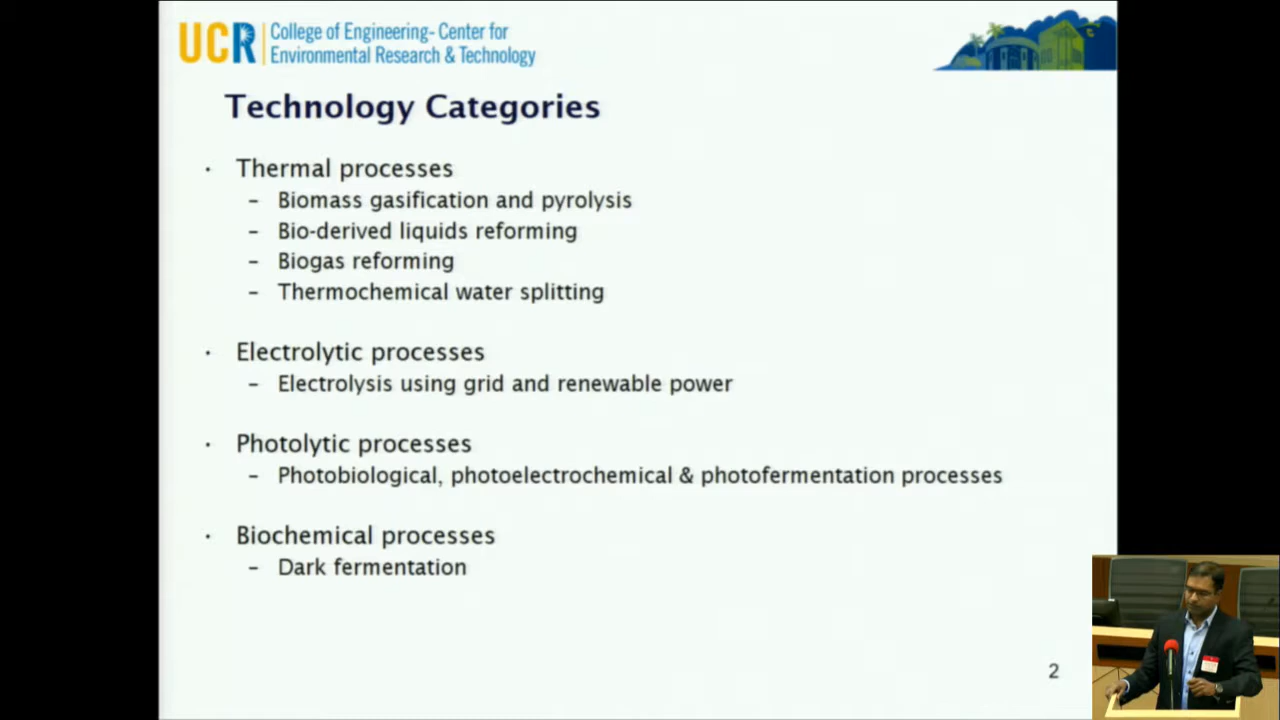 UCR College of Engineering- Center for
Environmental Research & Technology
Technology Categories
· Thermal processes
– Biomass gasification and pyrolysis
– Bio-derived liquids reforming
– Biogas reforming
– Thermochemical water splitting
· Electrolytic processes
– Electrolysis using grid and renewable power
· Photolytic processes
– Photobiological, photoelectrochemical & photofermentation processes
· Biochemical processes
– Dark fermentation
2